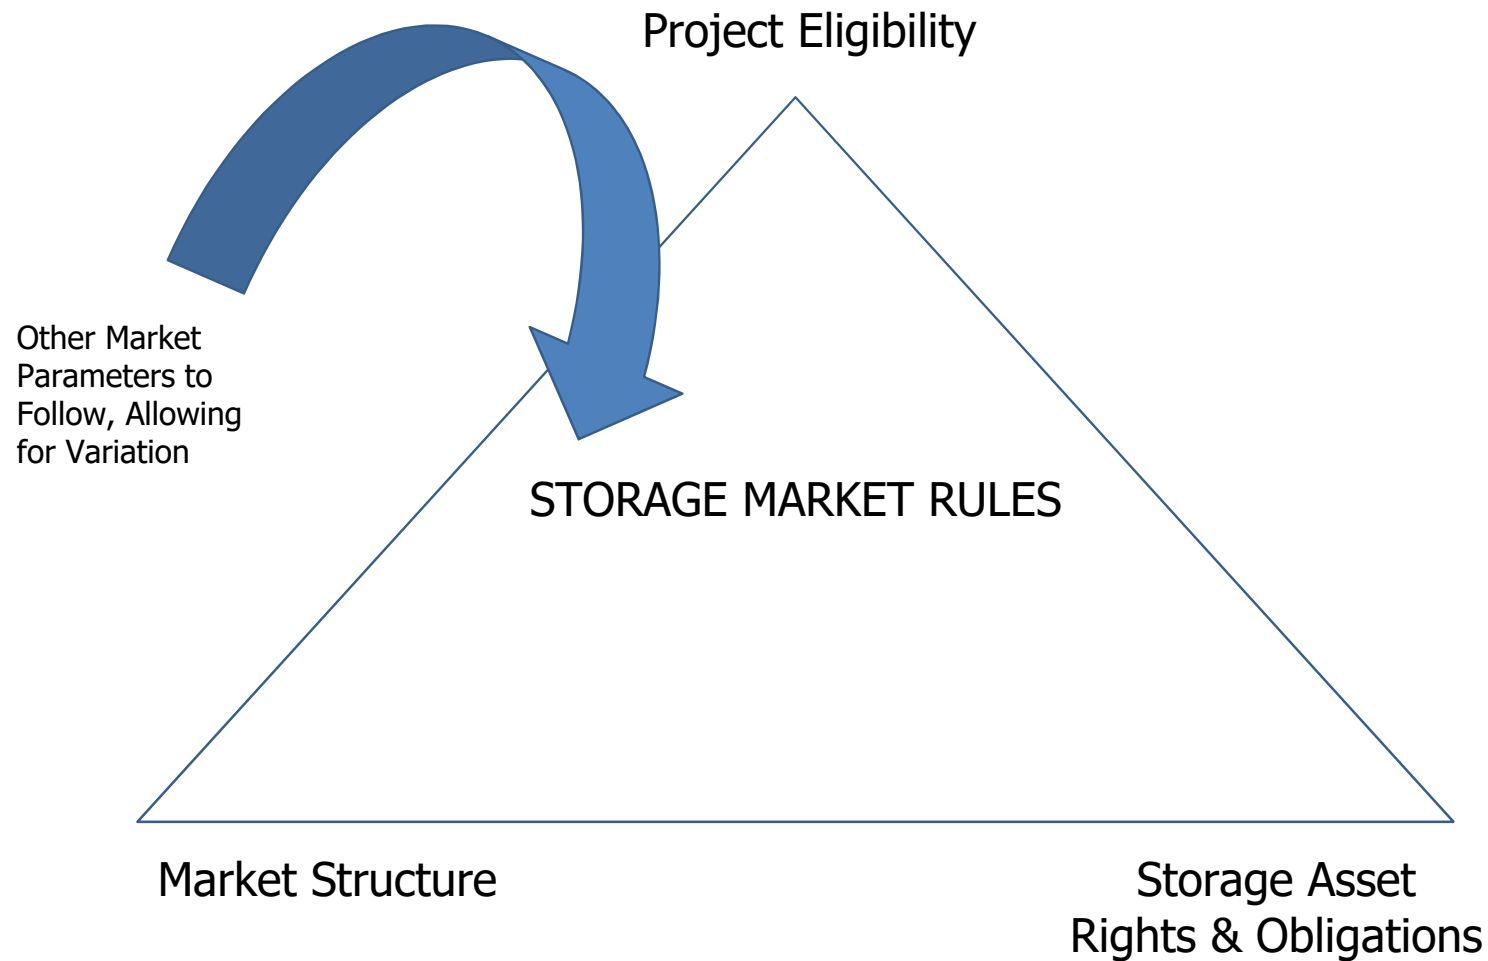 Project Eligibility
Other Market
Parameters to
Follow, Allowing
for Variation
STORAGE MARKET RULES
Market Structure
Storage Asset
Rights & Obligations